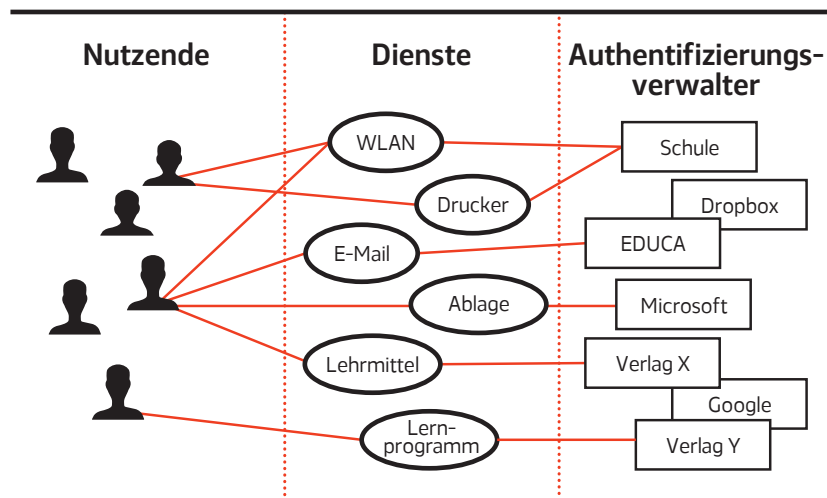 Nutzende
Dienste
Authentifizierungs-
verwalter
WLAN
Schule
Drucker
Dropbox
E-Mail
EDUCA
Ablage
Microsoft
Lehrmittel
Verlag X
Google
Lern-
programm
Verlag Y